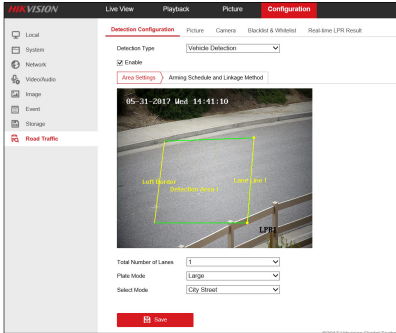 HIKVISION
Live View Playback Picture Configuration
Local
System
Network
Video/Audio
Image
Event
Storage
Road Traffic
Detection Configuration Picture Camera Blacklist & Whitelist Real-time LPR Result
Detection Type Vehicle Detection
Enable
Area Settings Arming Schedule and Linkage Method
05-31-2017 Wed 14:41:10
Left Border
Detection Area 1
Lane Line 1
LPR1
Total Number of Lanes 1
Plate Mode Large
Select Mode City Street
Save